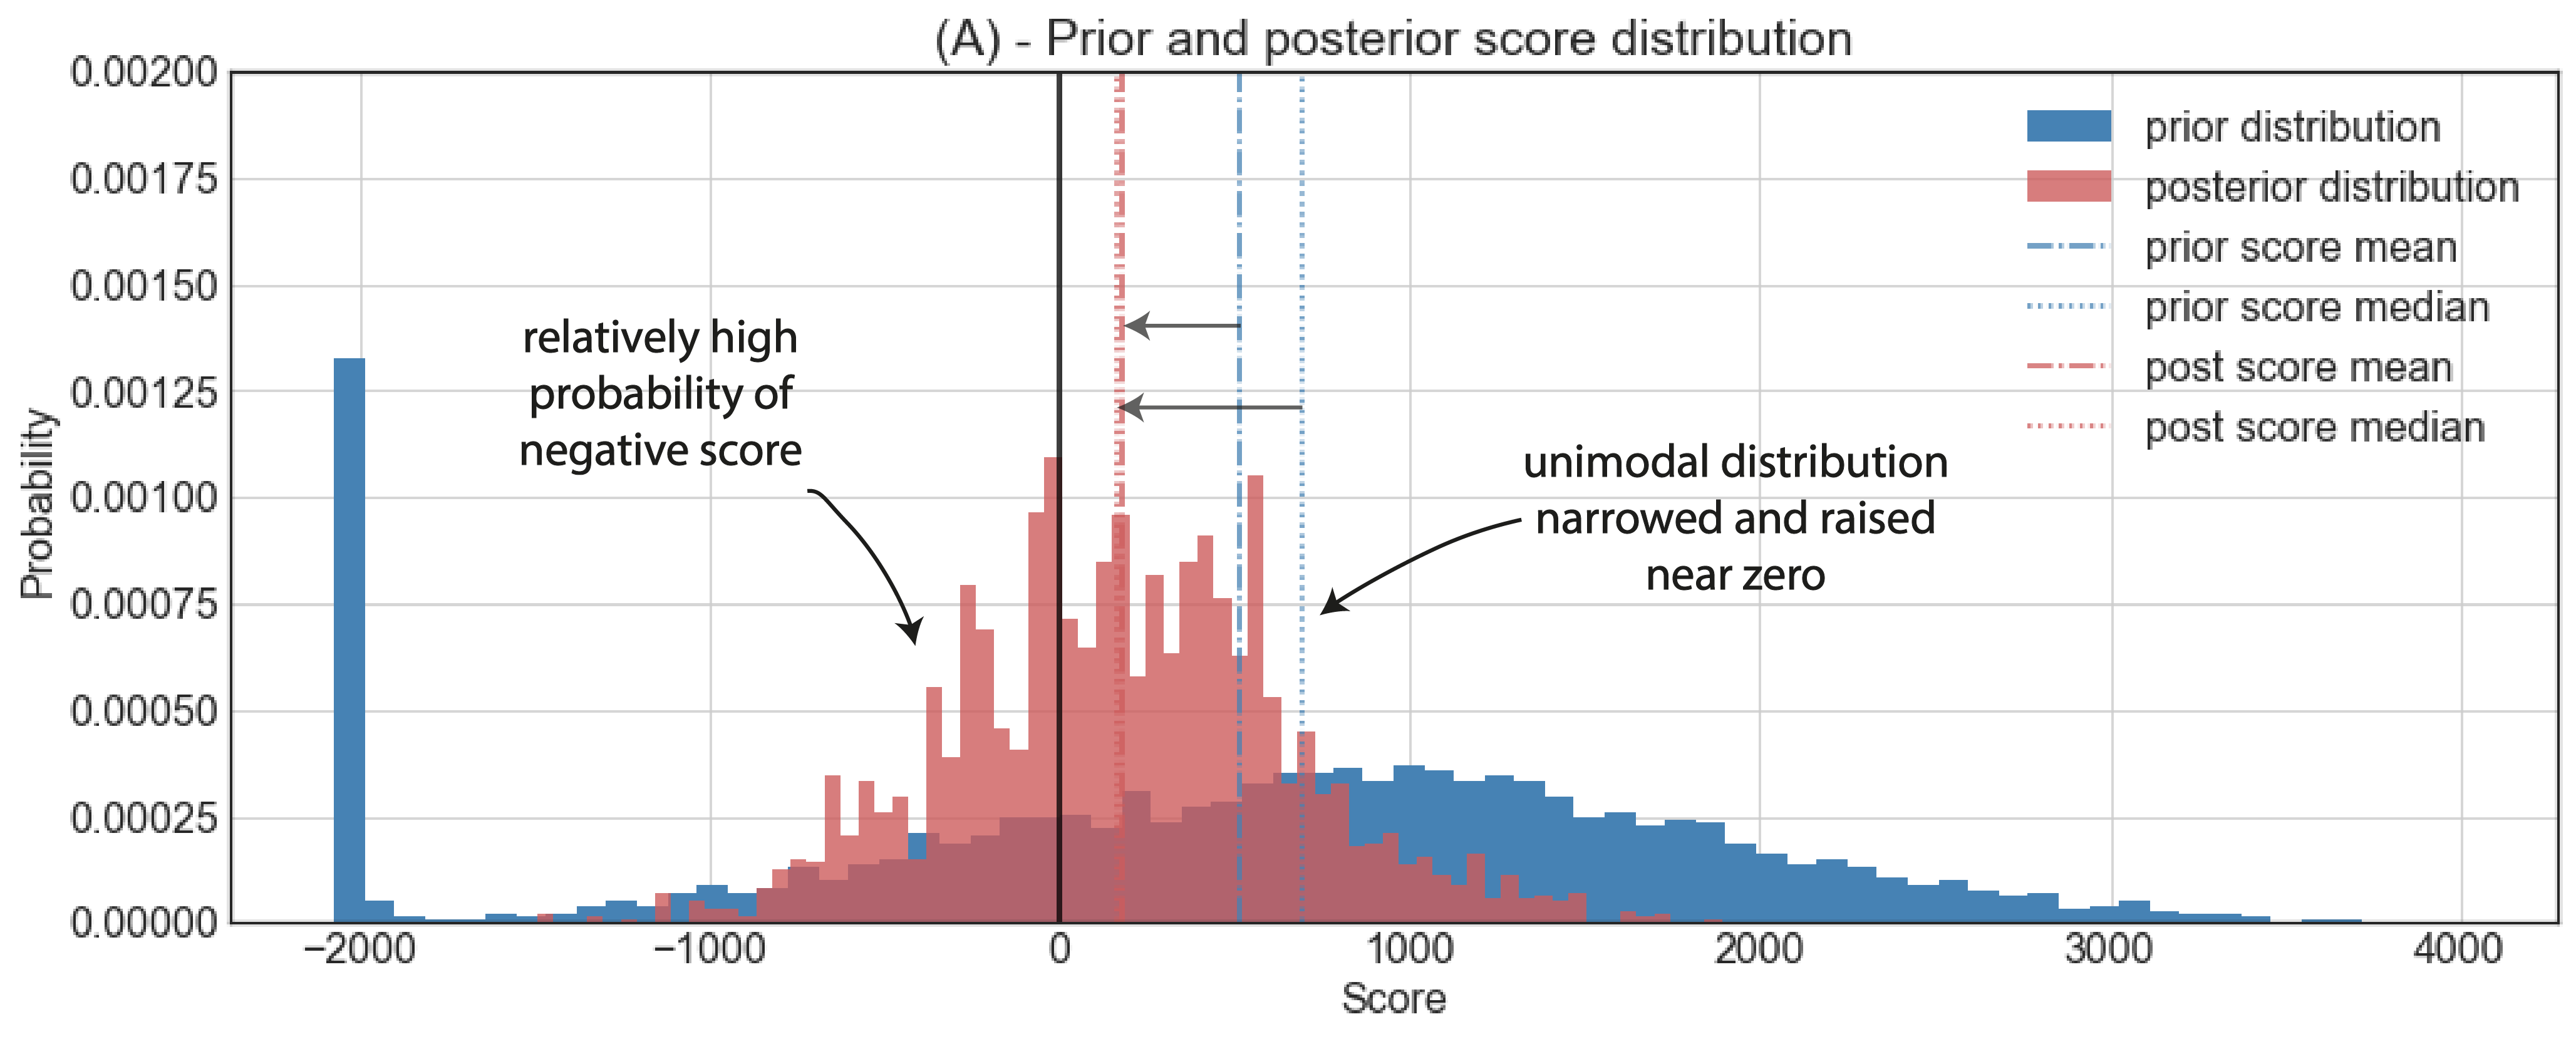 (A) - Prior and posterior score distribution
0.00200
0.00175
0.00150
0.00125
0.00100
0.00075
0.00050
0.00025
0.00000
Probability
relatively high
probability of
negative score
unimodal distribution
narrowed and raised
near zero
prior distribution
posterior distribution
prior score mean
prior score median
post score mean
post score median
−2000 −1000 0 1000 2000 3000 4000
Score